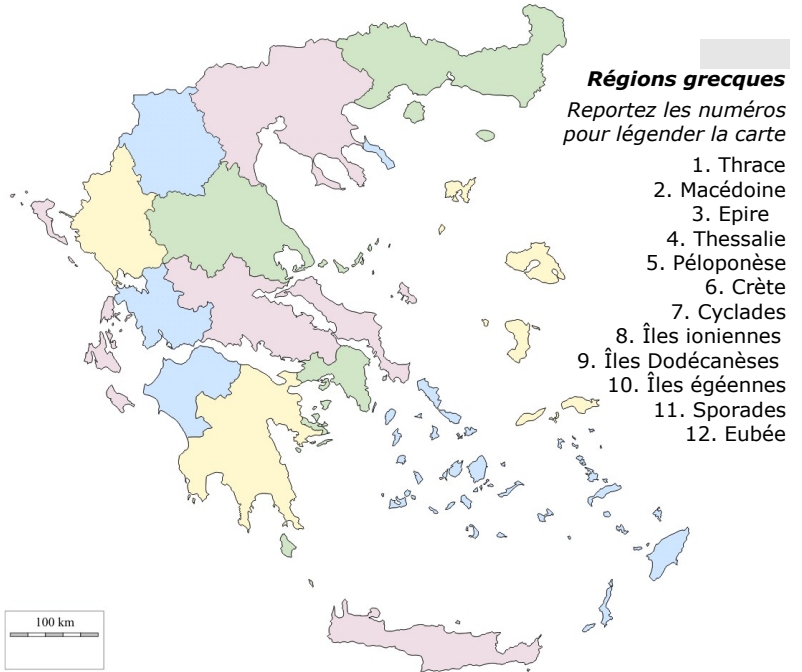 Régions grecques
Reportez les numéros
pour légender la carte
1. Thrace
2. Macédoine
3. Epire
4. Thessalie
5. Péloponèse
6. Crète
7. Cyclades
8. Îles ioniennes
9. Îles Dodécanèses
10. Îles égéennes
11. Sporades
12. Eubée
100 km